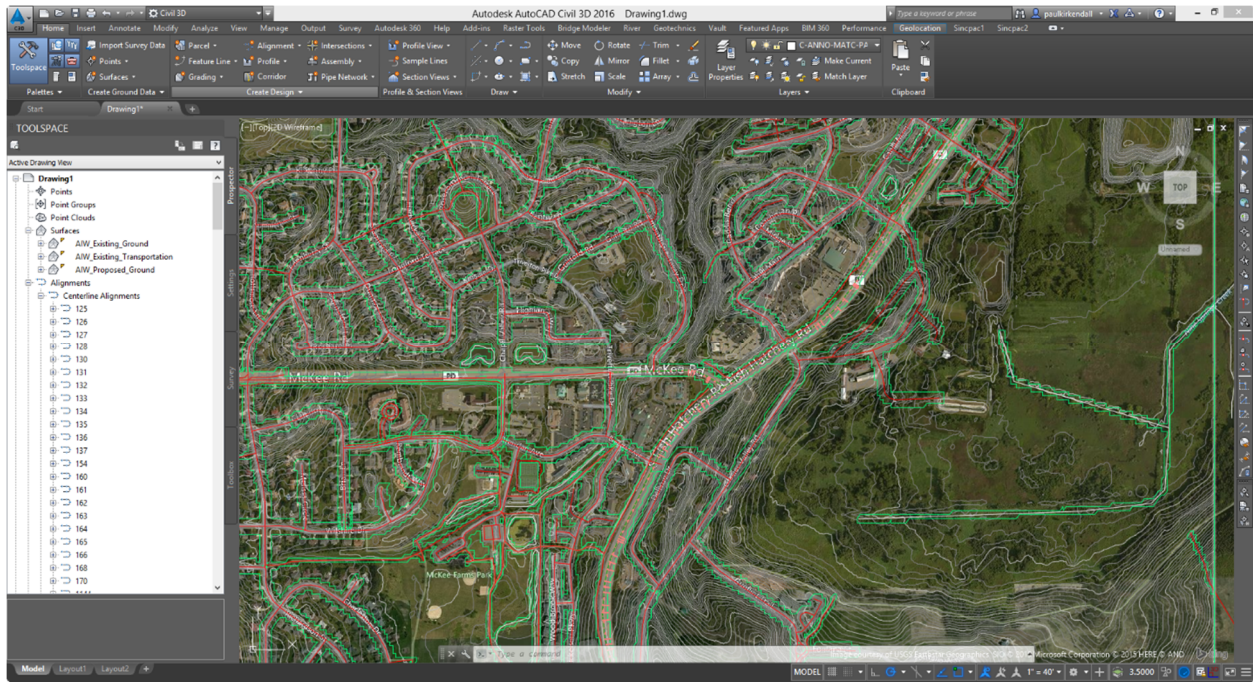 Autodesk AutoCAD Civil 3D 2016 Drawing1.dwg
Civil 3D
Type a keyword or phrase
paulkirkendall
Home Insert Annotate Modify Analyze View Manage Output Survey Autodesk 360 Help Add-ins Raster Tools Bridge Modeler River Geotechnics Vault Featured Apps BIM 360 Performance Geolocation Sincpac1 Sincpac2
Toolspace
Import Survey Data
Points
Surfaces
Parcel
Feature Line
Grading
Alignment
Profile
Corridor
Intersections
Assembly
Pipe Network
Profile View
Sample Lines
Section Views
Move
Copy
Stretch
Rotate
Mirror
Scale
Trim
Fillet
Array
Layer
Properties
C-ANNO-MATC-PA
Make Current
Match Layer
Paste
Palettes Create Ground Data Create Design Profile & Section Views Draw Modify Layers Clipboard
Start Drawing1*
TOOLSPACE
Active Drawing View
Drawing1
Points
Point Groups
Point Clouds
Surfaces
AIW_Existing_Ground
AIW_Existing_Transportation
AIW_Proposed_Ground
Alignments
Centerline Alignments
125
126
127
128
130
131
132
133
134
135
136
137
154
160
161
162
163
164
165
166
168
170
Prospector
Settings
Survey
Toolbox
[-][Top][2D Wireframe]
N
W TOP E
S
Unnamed
McKee Rd
PD
PD
McKee Rd
S Fish Hatchery Rd
McKee Farms Park
Type a command
Microsoft Corporation © 2015 HERE © AND
Model Layout1 Layout2
MODEL
1" = 40'
3.5000